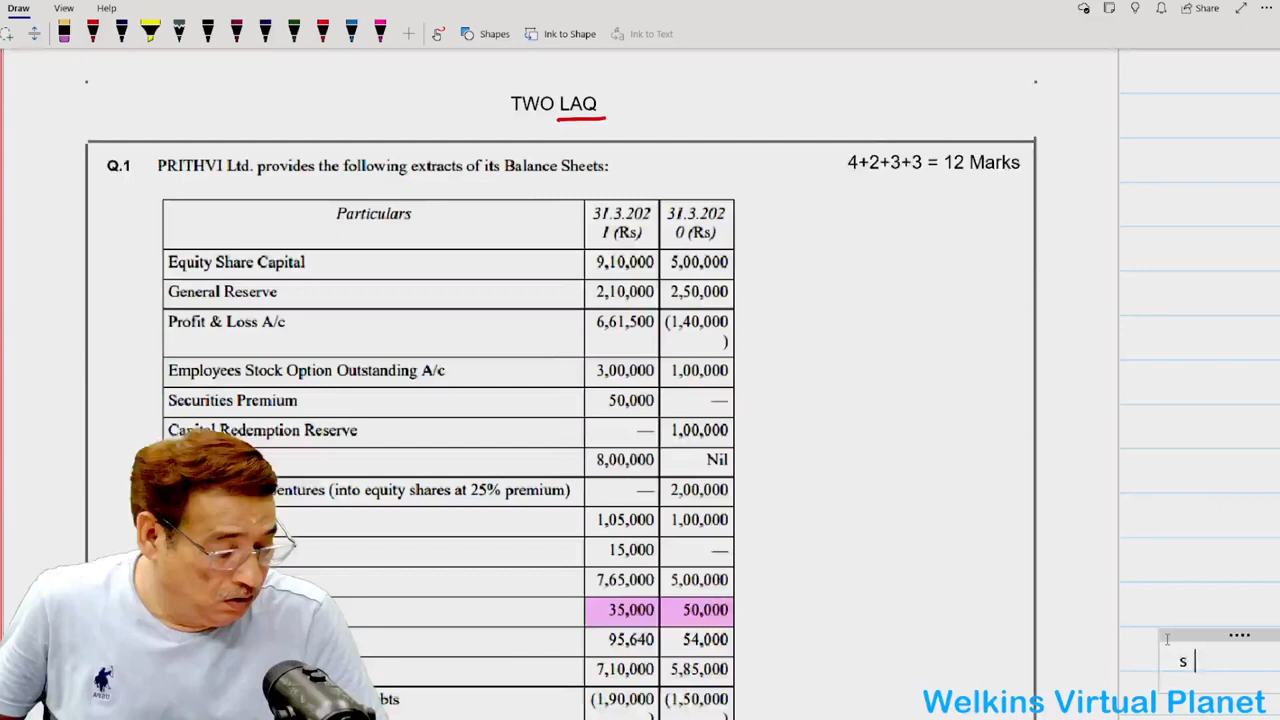 Draw View Help Share
Shapes Ink to Shape Ink to Text
TWO LAQ
Q.1 PRITHVI Ltd. provides the following extracts of its Balance Sheets: 4+2+3+3 = 12 Marks
Particulars 31.3.202 31.3.202
1 (Rs) 0 (Rs)
Equity Share Capital 9,10,000 5,00,000
General Reserve 2,10,000 2,50,000
Profit & Loss A/c 6,61,500 (1,40,000
)
Employees Stock Option Outstanding A/c 3,00,000 1,00,000
Securities Premium 50,000 —
Capital Redemption Reserve — 1,00,000
8,00,000 Nil
entures (into equity shares at 25% premium) — 2,00,000
1,05,000 1,00,000
15,000 —
7,65,000 5,00,000
35,000 50,000
95,640 54,000
7,10,000 5,85,000
bts (1,90,000 (1,50,000
s
Welkins Virtual Planet